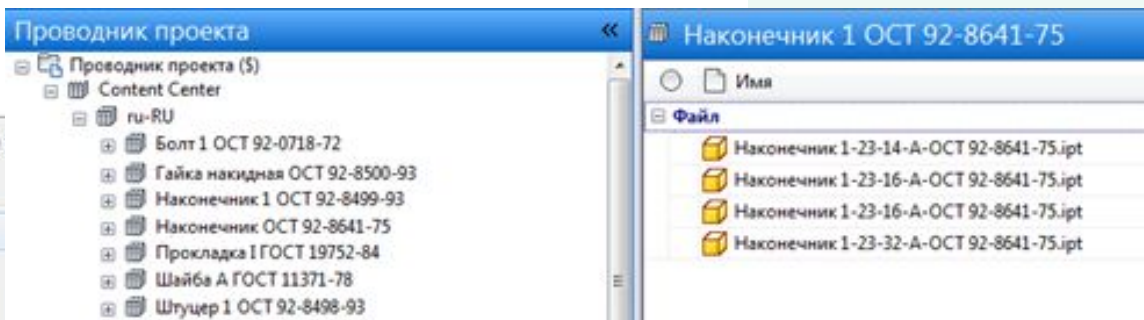 Проводник проекта
Проводник проекта ($)
Content Center
ru-RU
Болт 1 ОСТ 92-0718-72
Гайка накидная ОСТ 92-8500-93
Наконечник 1 ОСТ 92-8499-93
Наконечник ОСТ 92-8641-75
Прокладка I ГОСТ 19752-84
Шайба А ГОСТ 11371-78
Штуцер 1 ОСТ 92-8498-93
Наконечник 1 ОСТ 92-8641-75
Имя
Файл
Наконечник 1-23-14-А-ОСТ 92-8641-75.ipt
Наконечник 1-23-16-А-ОСТ 92-8641-75.ipt
Наконечник 1-23-16-А-ОСТ 92-8641-75.ipt
Наконечник 1-23-32-А-ОСТ 92-8641-75.ipt